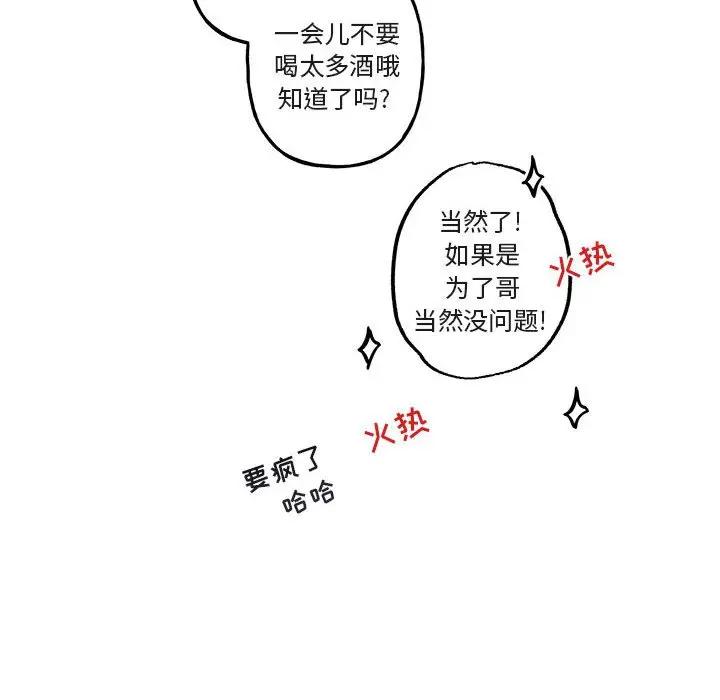 一会儿不要
喝太多酒哦
知道了吗?
当然了!
如果是
为了哥
当然没问题!
火热
火热
要疯了
哈哈